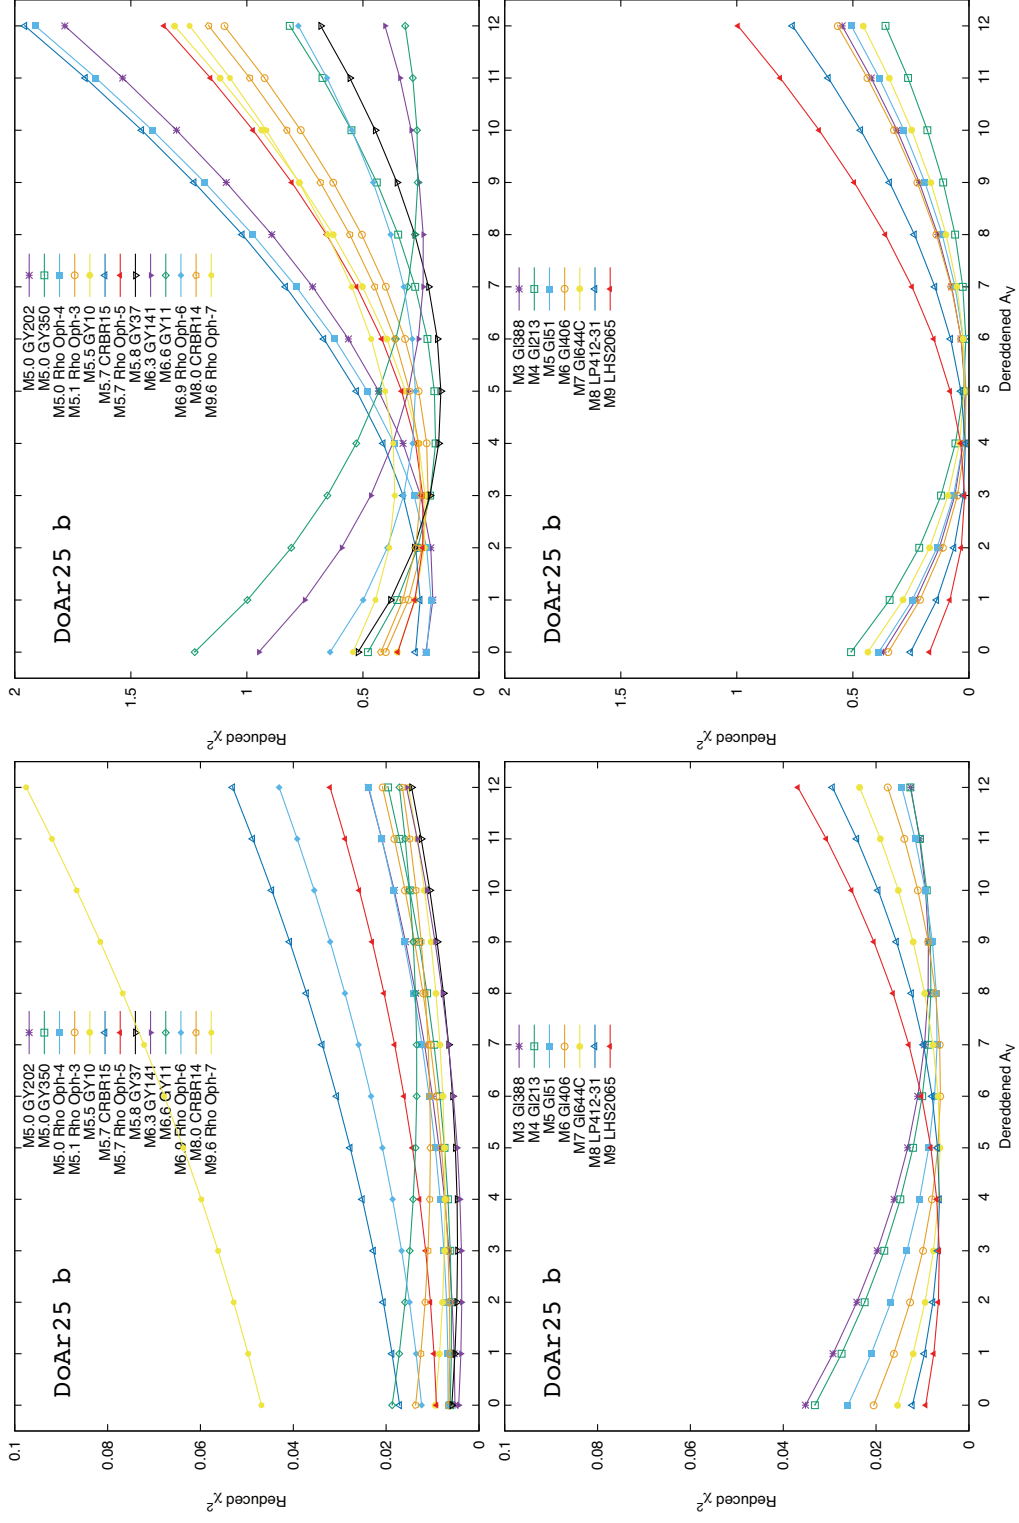 DoAr25 b
M5.0 GY202
M5.0 GY350
M5.0 Rho Oph-4
M5.1 Rho Oph-3
M5.5 GY10
M5.7 CRBR15
M5.7 Rho Oph-5
M5.8 GY37
M6.3 GY141
M6.6 GY11
M6.9 Rho Oph-6
M8.0 CRBR14
M9.6 Rho Oph-7
Reduced χ²
0.1
0.08
0.06
0.04
0.02
0
0 1 2 3 4 5 6 7 8 9 10 11 12
DoAr25 b
M5.0 GY202
M5.0 GY350
M5.0 Rho Oph-4
M5.1 Rho Oph-3
M5.5 GY10
M5.7 CRBR15
M5.7 Rho Oph-5
M5.8 GY37
M6.3 GY141
M6.6 GY11
M6.9 Rho Oph-6
M8.0 CRBR14
M9.6 Rho Oph-7
Reduced χ²
2
1.5
1
0.5
0
0 1 2 3 4 5 6 7 8 9 10 11 12
DoAr25 b
M3 Gl388
M4 Gl213
M5 Gl51
M6 Gl406
M7 Gl644C
M8 LP412-31
M9 LHS2065
Reduced χ²
0.1
0.08
0.06
0.04
0.02
0
0 1 2 3 4 5 6 7 8 9 10 11 12
Dereddened Av
DoAr25 b
M3 Gl388
M4 Gl213
M5 Gl51
M6 Gl406
M7 Gl644C
M8 LP412-31
M9 LHS2065
Reduced χ²
2
1.5
1
0.5
0
0 1 2 3 4 5 6 7 8 9 10 11 12
Dereddened Av